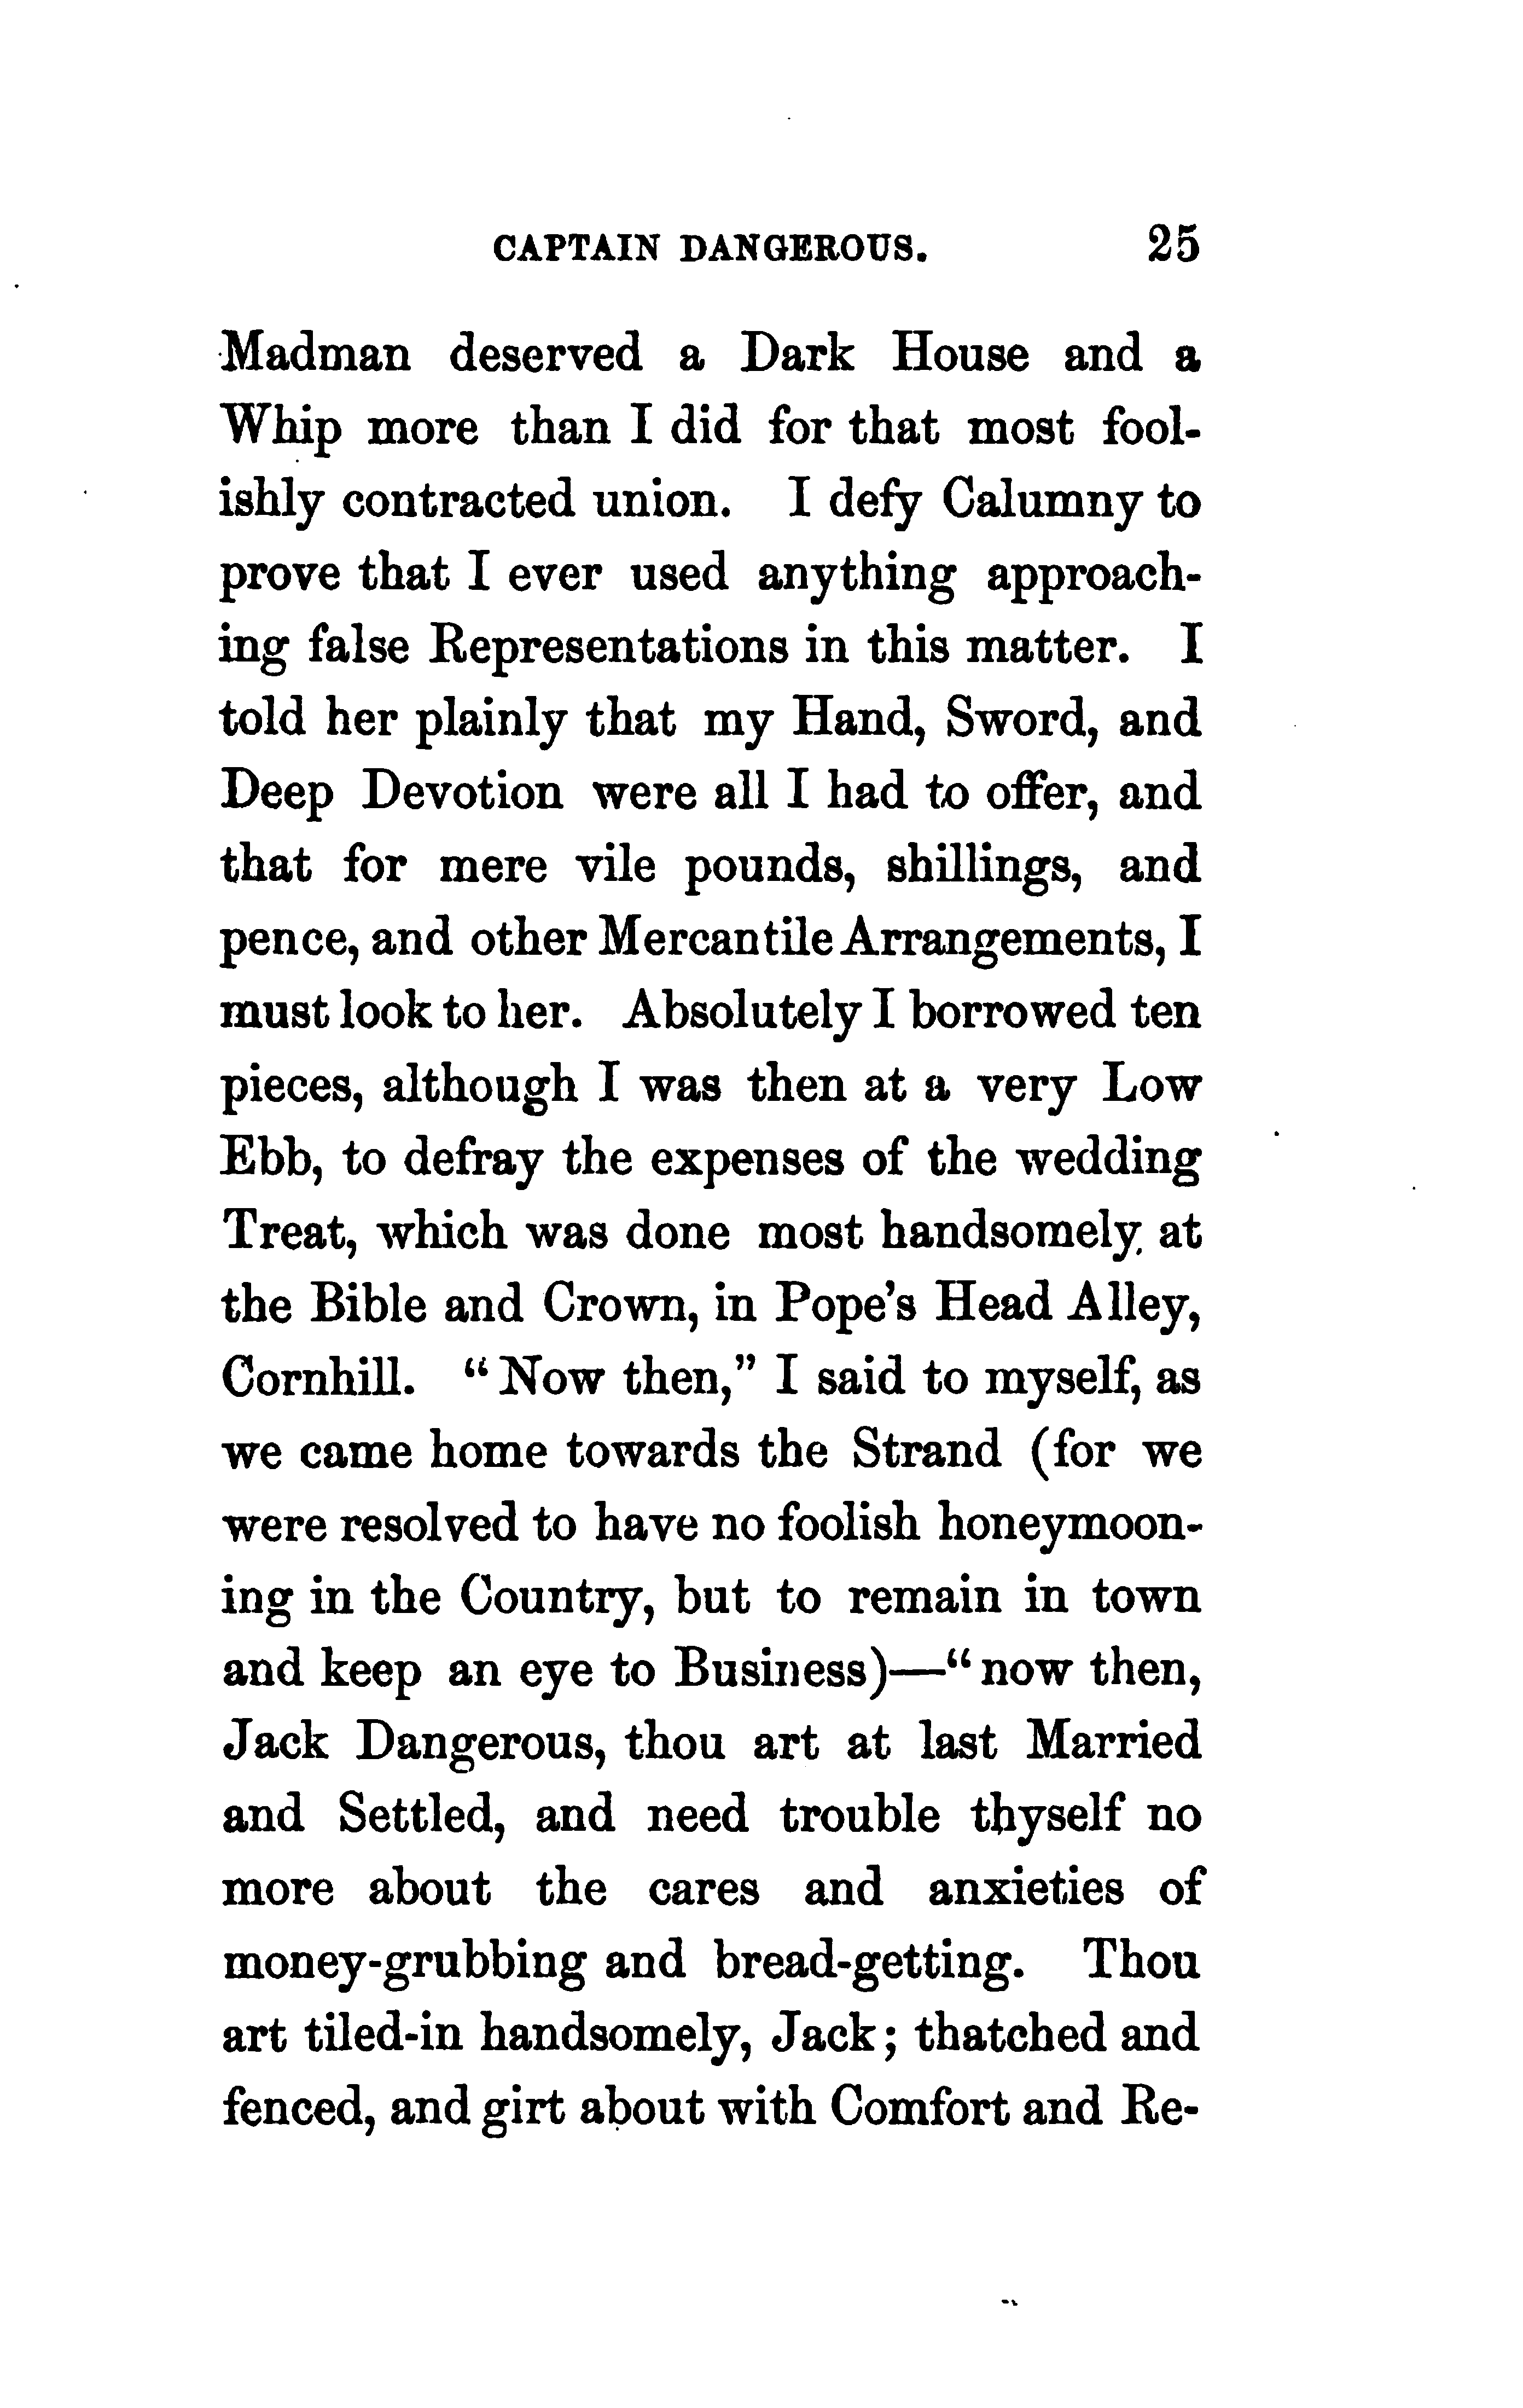 CAPTAIN DANGEROUS. 25
Madman deserved a Dark House and a
Whip more than I did for that most fool-
ishly contracted union. I defy Calumny to
prove that I ever used anything approach-
ing false Representations in this matter. I
told her plainly that my Hand, Sword, and
Deep Devotion were all I had to offer, and
that for mere vile pounds, shillings, and
pence, and other Mercantile Arrangements, I
must look to her. Absolutely I borrowed ten
pieces, although I was then at a very Low
Ebb, to defray the expenses of the wedding
Treat, which was done most handsomely at
the Bible and Crown, in Pope's Head Alley,
Cornhill. "Now then," I said to myself, as
we came home towards the Strand (for we
were resolved to have no foolish honeymoon-
ing in the Country, but to remain in town
and keep an eye to Business)—"now then,
Jack Dangerous, thou art at last Married
and Settled, and need trouble thyself no
more about the cares and anxieties of
money-grubbing and bread-getting. Thou
art tiled-in handsomely, Jack; thatched and
fenced, and girt about with Comfort and Re-